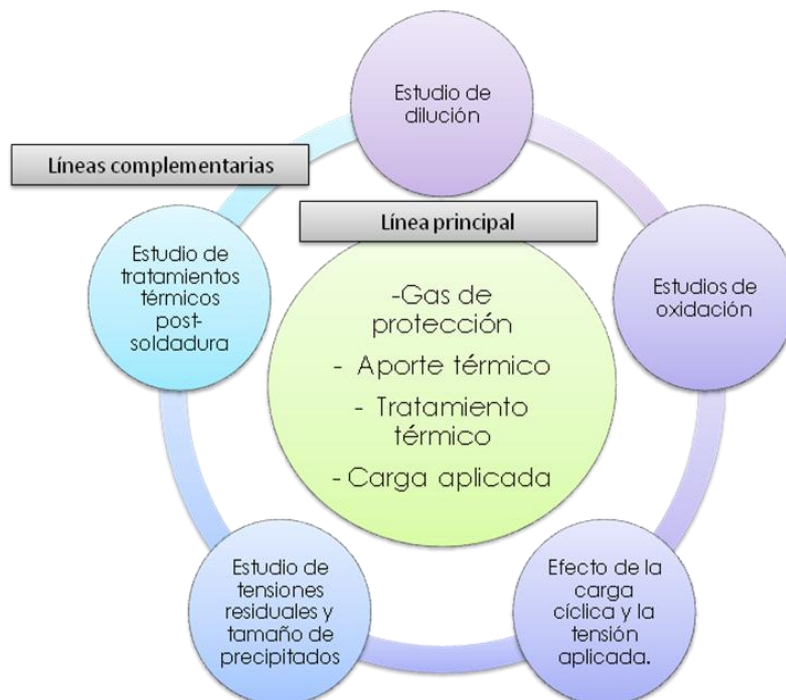 Estudio de
dilución
Líneas complementarias
Línea principal
Estudio de
tratamientos
térmicos
post-
soldadura
-Gas de
protección
- Aporte térmico
- Tratamiento
térmico
- Carga aplicada
Estudios de
oxidación
Estudio de
tensiones
residuales y
tamaño de
precipitados
Efecto de la
carga
cíclica y la
tensión
aplicada.